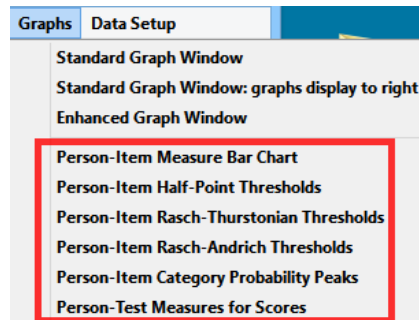 Graphs Data Setup
Standard Graph Window
Standard Graph Window: graphs display to right
Enhanced Graph Window
Person-Item Measure Bar Chart
Person-Item Half-Point Thresholds
Person-Item Rasch-Thurstonian Thresholds
Person-Item Rasch-Andrich Thresholds
Person-Item Category Probability Peaks
Person-Test Measures for Scores